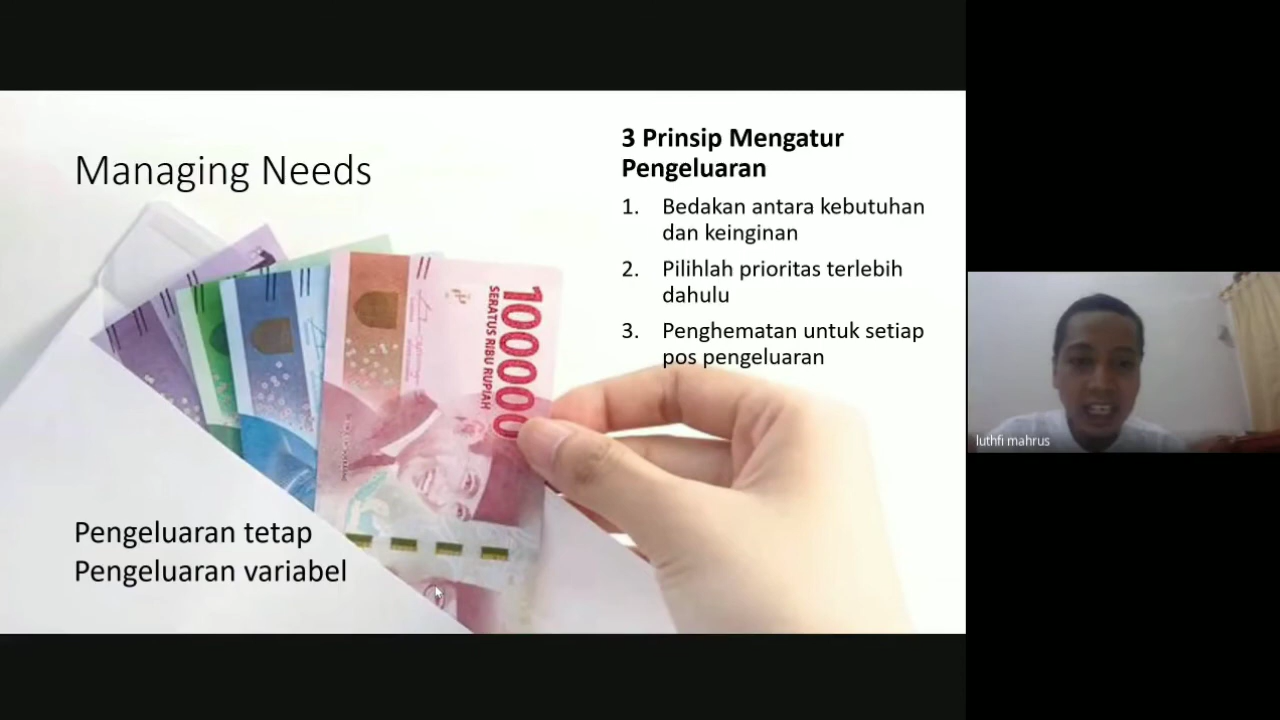 Managing Needs
3 Prinsip Mengatur
Pengeluaran
1. Bedakan antara kebutuhan
dan keinginan
2. Pilihlah prioritas terlebih
dahulu
3. Penghematan untuk setiap
pos pengeluaran
100000
SERATUS RIBU RUPIAH
Pengeluaran tetap
Pengeluaran variabel
luthfi mahrus